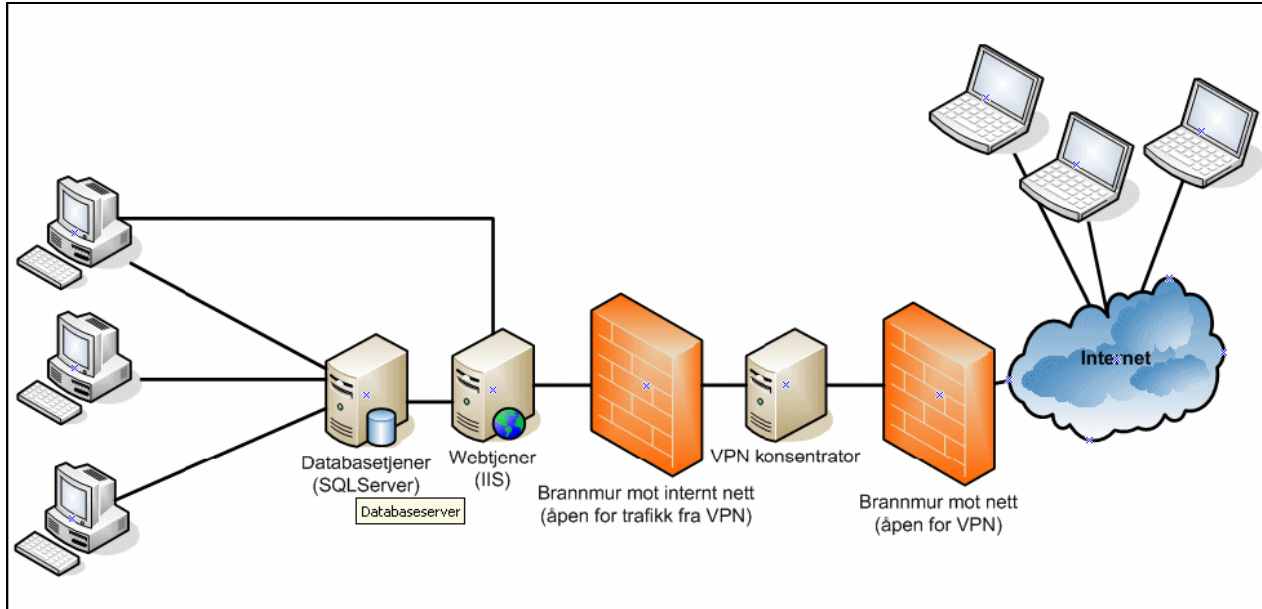 Internet
Databasetjener
(SQLServer)
Databaseserver
Webtjener
(IIS)
Brannmur mot internt nett
(åpen for trafikk fra VPN)
VPN konsentrator
Brannmur mot nett
(åpen for VPN)